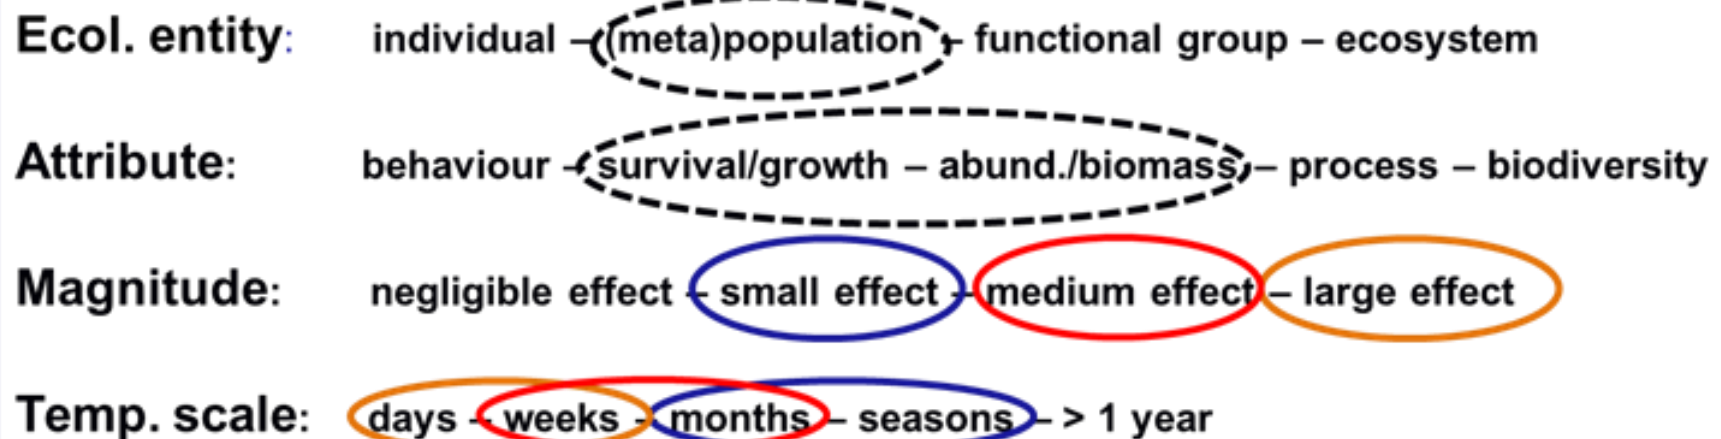 Ecol. entity: individual – (meta)population – functional group – ecosystem
Attribute: behaviour – survival/growth – abund./biomass – process – biodiversity
Magnitude: negligible effect – small effect – medium effect – large effect
Temp. scale: days – weeks – months – seasons – > 1 year